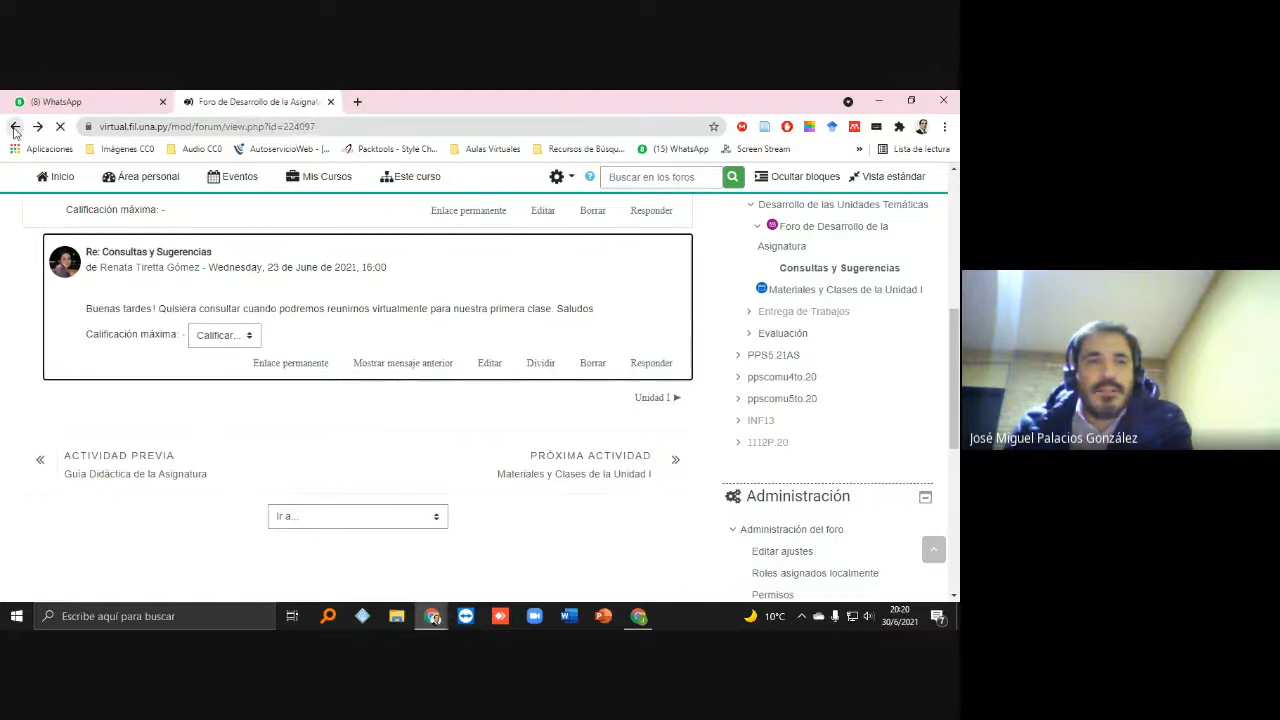 (8) WhatsApp
Foro de Desarrollo de la Asignat
virtual.fil.una.py/mod/forum/view.php?id=224097
Aplicaciones
Imágenes CC0
Audio CC0
AutoservicioWeb - [...
Packtools - Style Ch...
Aulas Virtuales
Recursos de Búsqu...
(15) WhatsApp
Screen Stream
»
Lista de lectura
Inicio
Área personal
Eventos
Mis Cursos
Este curso
Buscar en los foros
Ocultar bloques
Vista estándar
Calificación máxima: -
Enlace permanente
Editar
Borrar
Responder
Re: Consultas y Sugerencias
de Renata Tiretta Gómez - Wednesday, 23 de June de 2021, 16:00
Buenas tardes! Quisiera consultar cuando podremos reunirnos virtualmente para nuestra primera clase. Saludos
Calificación máxima: - Calificar...
Enlace permanente
Mostrar mensaje anterior
Editar
Dividir
Borrar
Responder
Unidad I ▶
ACTIVIDAD PREVIA
Guía Didáctica de la Asignatura
PRÓXIMA ACTIVIDAD
Materiales y Clases de la Unidad I
Ir a...
Desarrollo de las Unidades Temáticas
Foro de Desarrollo de la
Asignatura
Consultas y Sugerencias
Materiales y Clases de la Unidad I
Entrega de Trabajos
Evaluación
PPS5.21AS
ppscomu4to.20
ppscomu5to.20
INF13
1112P.20
Administración
Administración del foro
Editar ajustes
Roles asignados localmente
Permisos
José Miguel Palacios González
Escribe aquí para buscar
10°C
20:20
30/6/2021
7